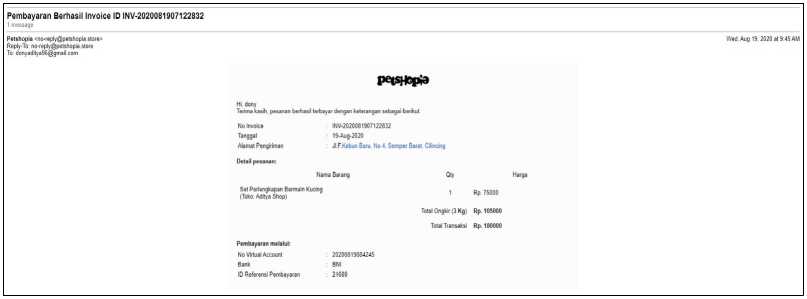 Pembayaran Berhasil Invoice ID INV-2020081907122832
1 message
Petshopia <no-reply@petshopia.store> Wed, Aug 19, 2020 at 9:45 AM
Reply-To: no-reply@petshopia.store
To: donyaditya96@gmail.com
petshopia
Hi, dony
Terima kasih, pesanan berhasil terbayar dengan keterangan sebagai berikut
No Invoice : INV-2020081907122832
Tanggal : 19-Aug-2020
Alamat Pengiriman : Jl.F.Kebun Baru, No.4, Semper Barat, Cilincing
Detail pesanan:
Nama Barang Qty Harga
Set Perlengkapan Bermain Kucing 1 Rp. 75000
(Toko: Aditya Shop)
Total Ongkir (3 Kg) Rp. 105000
Total Transaksi Rp. 180000
Pembayaran melalui:
No Virtual Account : 20200819084245
Bank : BNI
ID Referensi Pembayaran : 21680